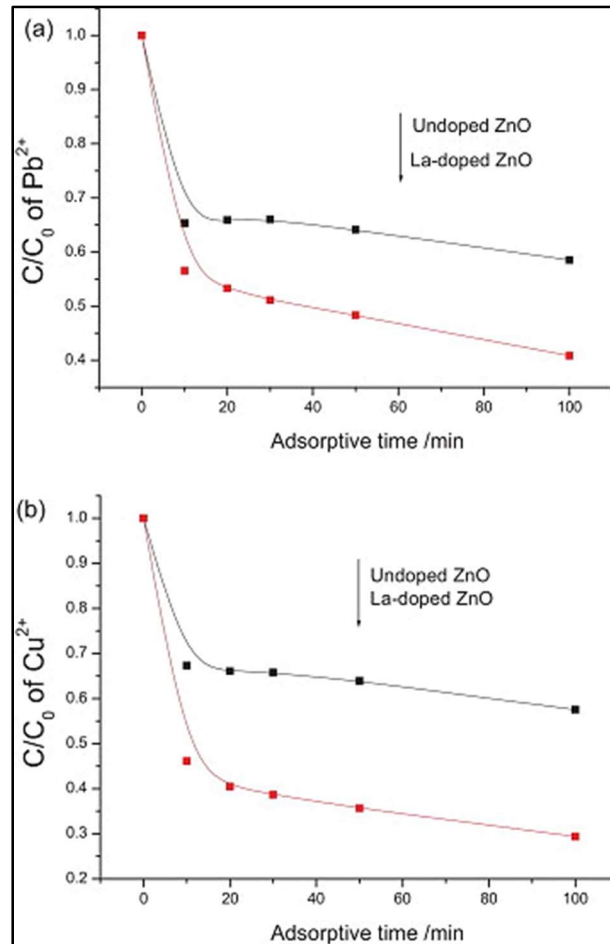 (a)
1.0
0.9
0.8
0.7
0.6
0.5
0.4
C/C₀ of Pb²⁺
Undoped ZnO
La-doped ZnO
0 20 40 60 80 100
Adsorptive time /min
(b)
1.0
0.9
0.8
0.7
0.6
0.5
0.4
0.3
0.2
C/C₀ of Cu²⁺
Undoped ZnO
La-doped ZnO
0 20 40 60 80 100
Adsorptive time /min